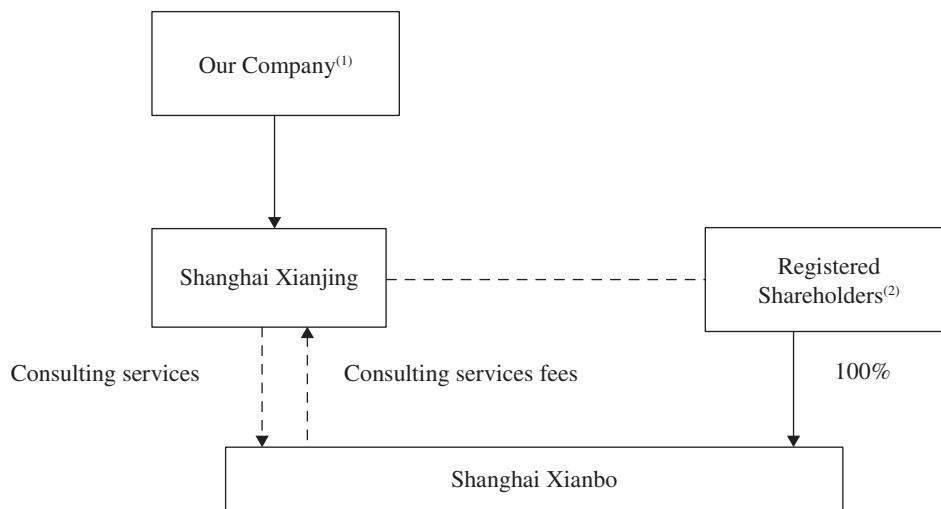 Our Company(1)
Shanghai Xianjing
Registered
Shareholders(2)
Consulting services
Consulting services fees
100%
Shanghai Xianbo